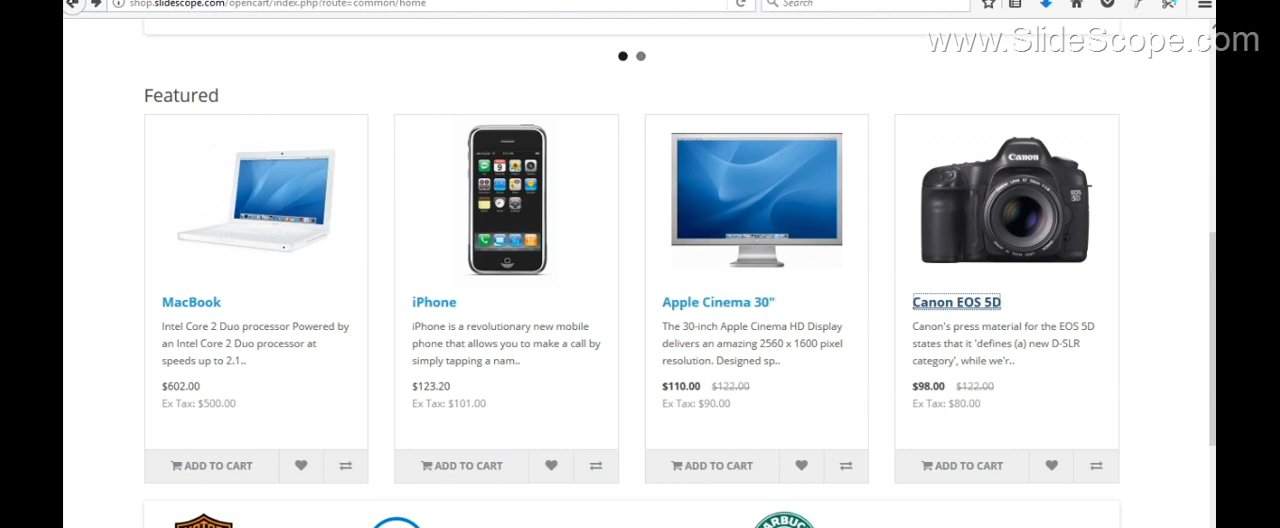 shop.slidescope.com/opencart/index.php?route=common/home
Search
www.SlideScope.com
Featured
Canon
EOS
5D
MacBook
Intel Core 2 Duo processor Powered by
an Intel Core 2 Duo processor at
speeds up to 2.1..
$602.00
Ex Tax: $500.00
ADD TO CART
iPhone
iPhone is a revolutionary new mobile
phone that allows you to make a call by
simply tapping a nam..
$123.20
Ex Tax: $101.00
ADD TO CART
Apple Cinema 30"
The 30-inch Apple Cinema HD Display
delivers an amazing 2560 x 1600 pixel
resolution. Designed sp..
$110.00 $122.00
Ex Tax: $90.00
ADD TO CART
Canon EOS 5D
Canon's press material for the EOS 5D
states that it 'defines (a) new D-SLR
category', while we'r..
$98.00 $122.00
Ex Tax: $80.00
ADD TO CART